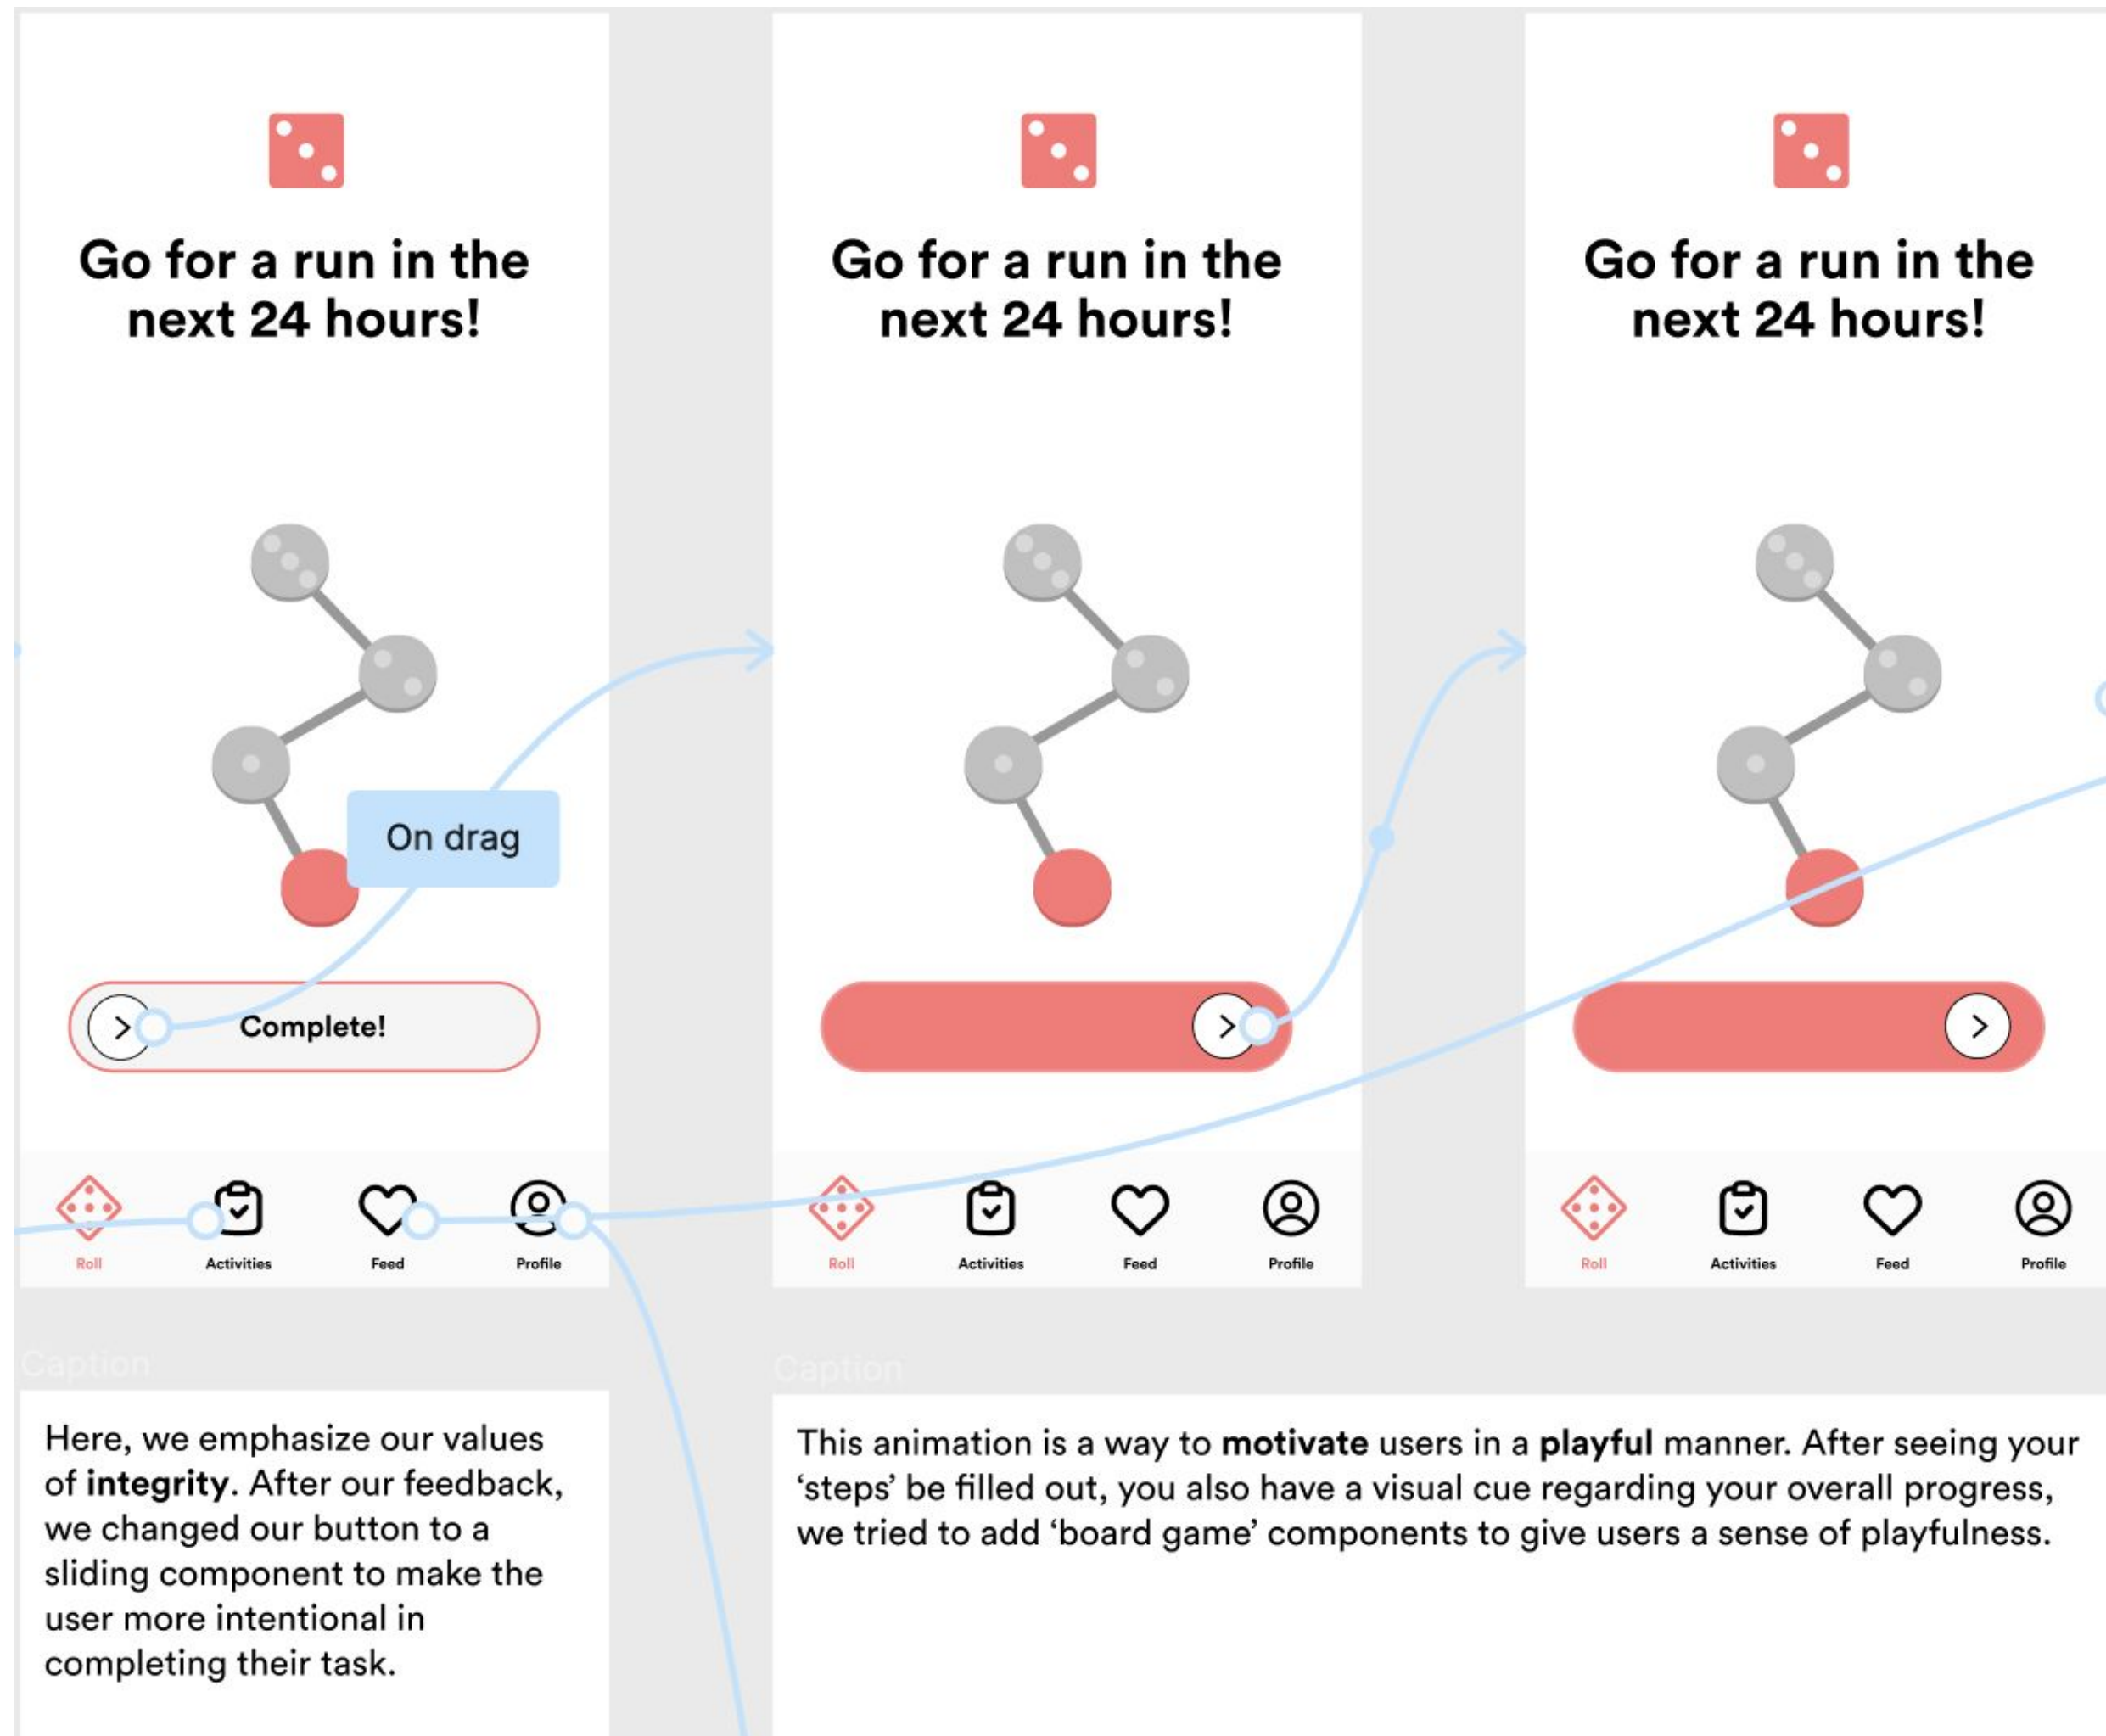 Go for a run in the
next 24 hours!
On drag
Complete!
Roll
Activities
Feed
Profile
Go for a run in the
next 24 hours!
Roll
Activities
Feed
Profile
Go for a run in the
next 24 hours!
Roll
Activities
Feed
Profile
Caption
Here, we emphasize our values
of integrity. After our feedback,
we changed our button to a
sliding component to make the
user more intentional in
completing their task.
Caption
This animation is a way to motivate users in a playful manner. After seeing your
‘steps’ be filled out, you also have a visual cue regarding your overall progress,
we tried to add ‘board game’ components to give users a sense of playfulness.